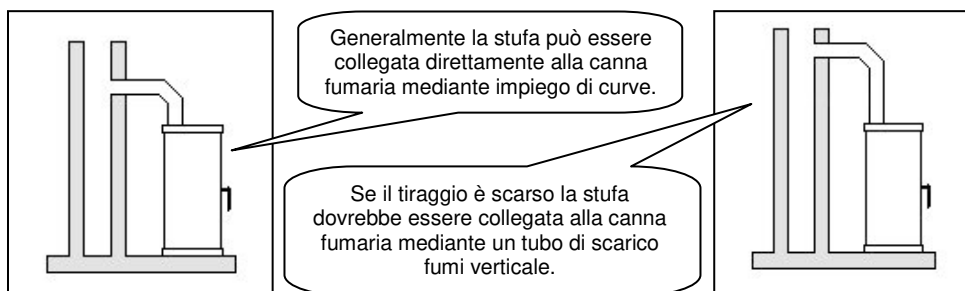 Generalmente la stufa può essere
collegata direttamente alla canna
fumaria mediante impiego di curve.
Se il tiraggio è scarso la stufa
dovrebbe essere collegata alla canna
fumaria mediante un tubo di scarico
fumi verticale.